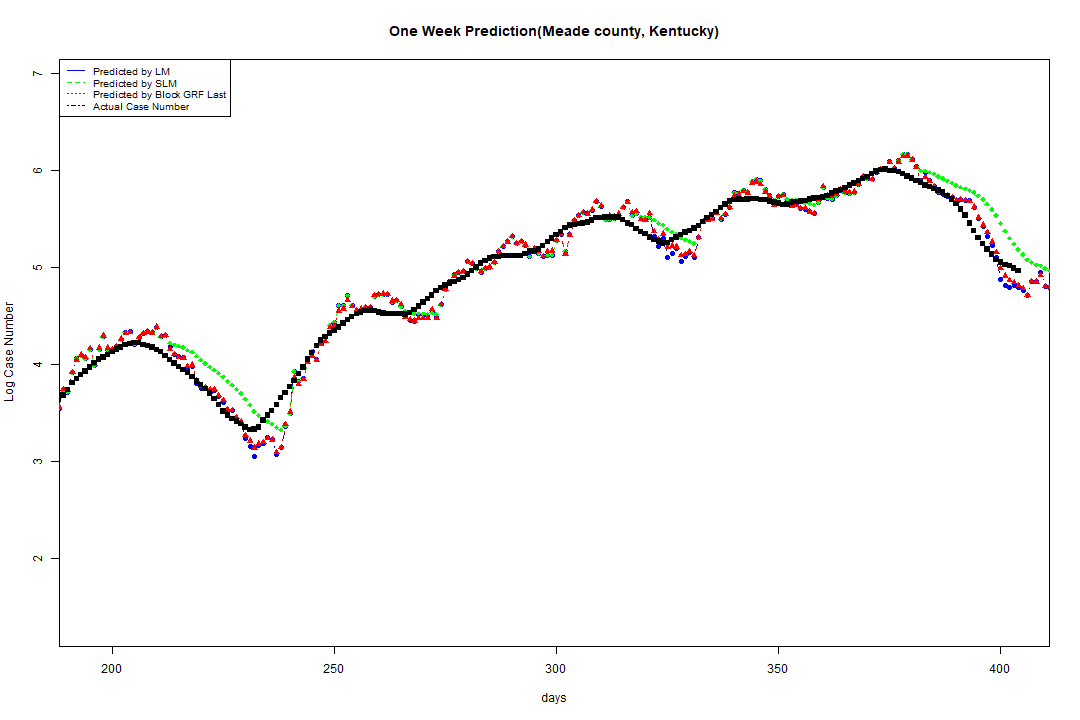 One Week Prediction(Meade county, Kentucky)
Predicted by LM
Predicted by SLM
Predicted by Block GRF Last
Actual Case Number
7
6
5
4
3
2
Log Case Number
200 250 300 350 400
days